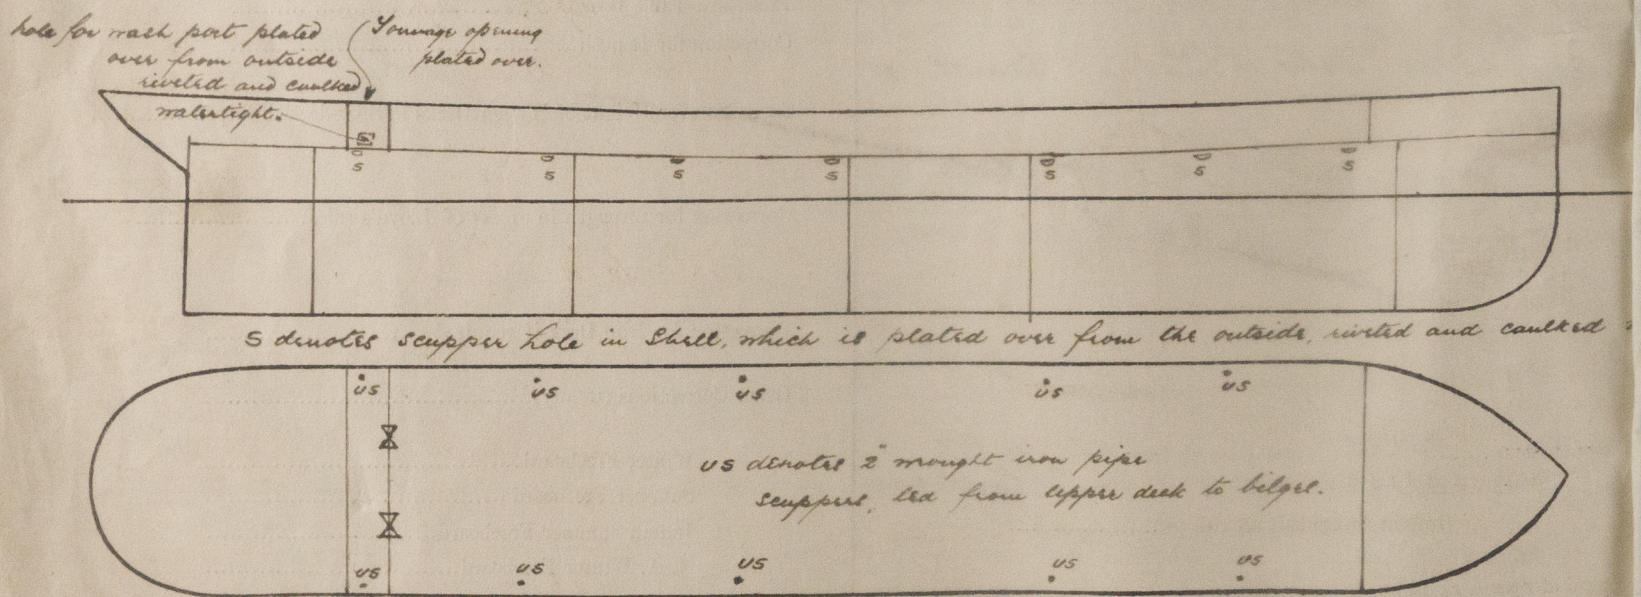 hole for wash port plated
over from outside
riveted and caulked
watertight.
Tonnage opening
plated over.
S S S S S S S
S denotes scupper hole in Shell, which is plated over from the outside, riveted and caulked
US US US US US
US denotes 2" wrought iron pipe
scuppers, led from upper deck to bilges.
US US US US US